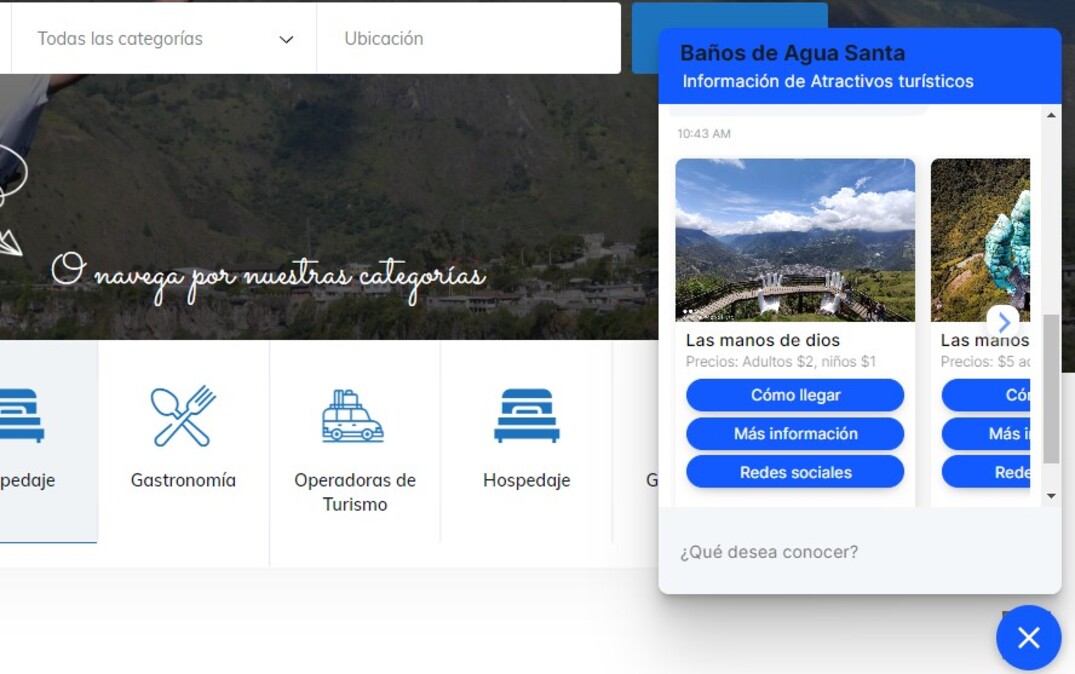 Todas las categorías
Ubicación
O navega por nuestras categorías
pedaje
Gastronomía
Operadoras de
Turismo
Hospedaje
G
Baños de Agua Santa
Información de Atractivos turísticos
10:43 AM
Las manos de dios
Precios: Adultos $2, niños $1
Cómo llegar
Más información
Redes sociales
Las manos
Precios: $5 ad
Cór
Más i
Rede
¿Qué desea conocer?